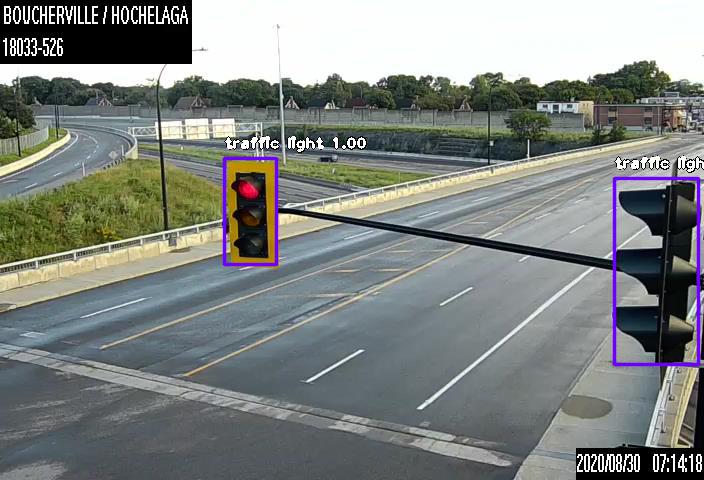 BOUCHERVILLE / HOCHELAGA
18033-526
traffic light 1.00
traffic ligh
2020/08/30 07:14:18